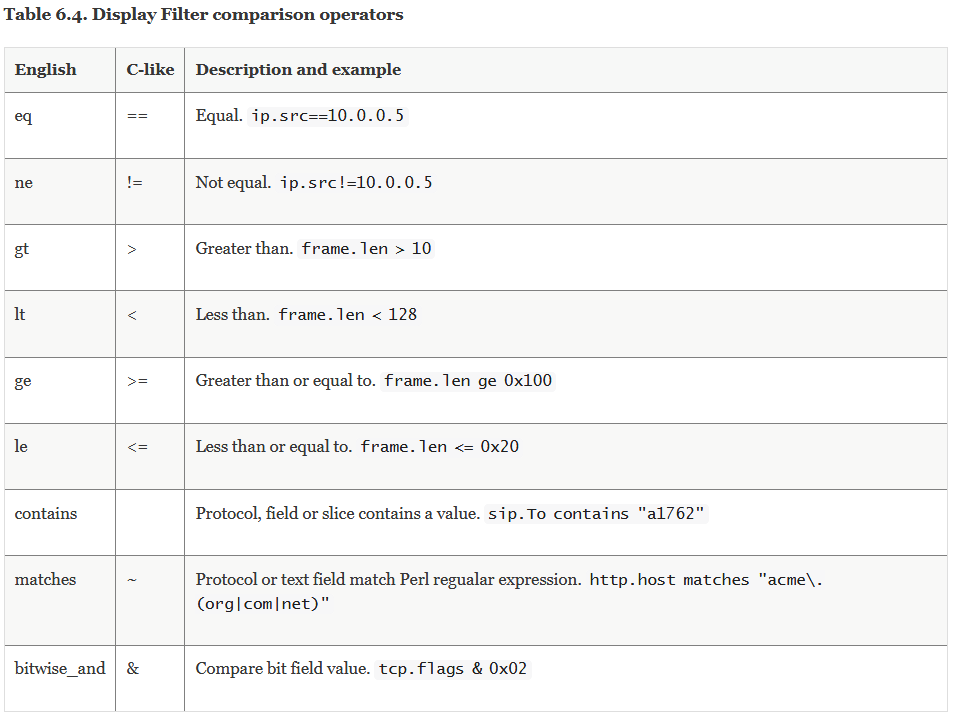 Table 6.4. Display Filter comparison operators
English C-like Description and example
eq == Equal. ip.src==10.0.0.5
ne != Not equal. ip.src!=10.0.0.5
gt > Greater than. frame.len > 10
lt < Less than. frame.len < 128
ge >= Greater than or equal to. frame.len ge 0x100
le <= Less than or equal to. frame.len <= 0x20
contains Protocol, field or slice contains a value. sip.To contains "a1762"
matches ~ Protocol or text field match Perl regualar expression. http.host matches "acme\.
(org|com|net)"
bitwise_and & Compare bit field value. tcp.flags & 0x02